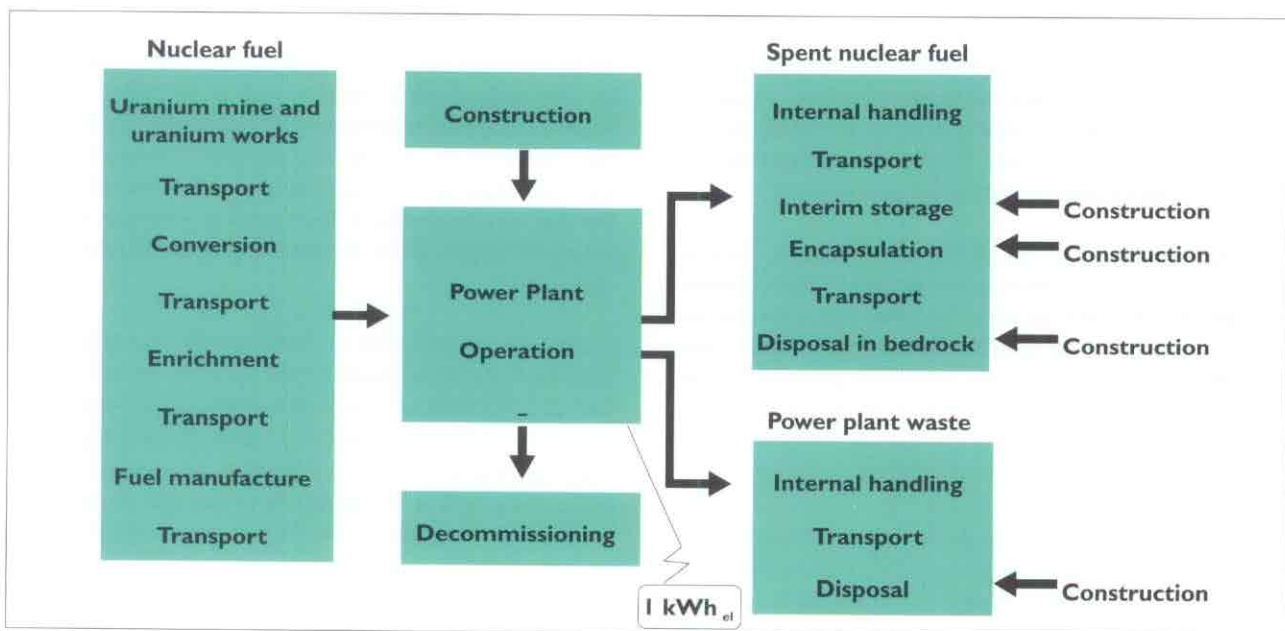 Nuclear fuel
Uranium mine and
uranium works
Transport
Conversion
Transport
Enrichment
Transport
Fuel manufacture
Transport
Construction
Power Plant
Operation
-
Decommissioning
1 kWh el
Spent nuclear fuel
Internal handling
Transport
Interim storage
Construction
Encapsulation
Construction
Transport
Disposal in bedrock
Construction
Power plant waste
Internal handling
Transport
Disposal
Construction